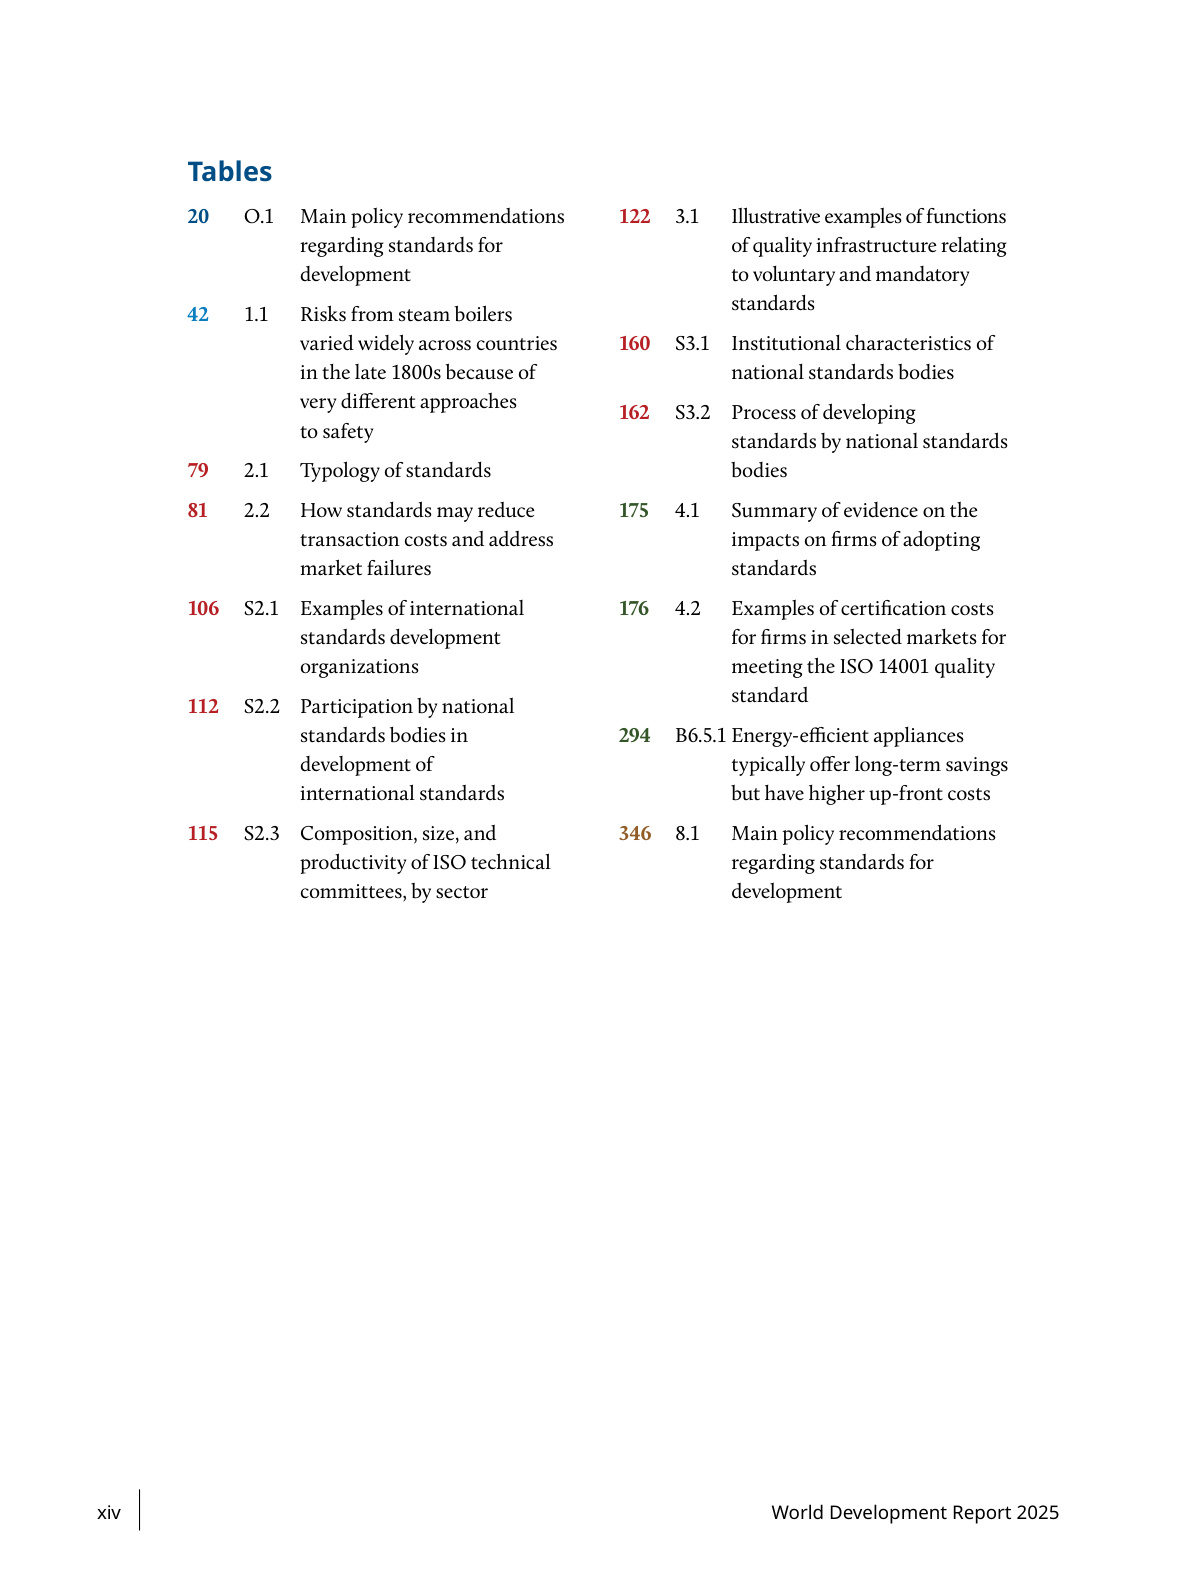 Tables
20 O.1 Main policy recommendations
regarding standards for
development
42 1.1 Risks from steam boilers
varied widely across countries
in the late 1800s because of
very different approaches
to safety
79 2.1 Typology of standards
81 2.2 How standards may reduce
transaction costs and address
market failures
106 S2.1 Examples of international
standards development
organizations
112 S2.2 Participation by national
standards bodies in
development of
international standards
115 S2.3 Composition, size, and
productivity of ISO technical
committees, by sector
122 3.1 Illustrative examples of functions
of quality infrastructure relating
to voluntary and mandatory
standards
160 S3.1 Institutional characteristics of
national standards bodies
162 S3.2 Process of developing
standards by national standards
bodies
175 4.1 Summary of evidence on the
impacts on firms of adopting
standards
176 4.2 Examples of certification costs
for firms in selected markets for
meeting the ISO 14001 quality
standard
294 B6.5.1 Energy-efficient appliances
typically offer long-term savings
but have higher up-front costs
346 8.1 Main policy recommendations
regarding standards for
development
xiv
World Development Report 2025